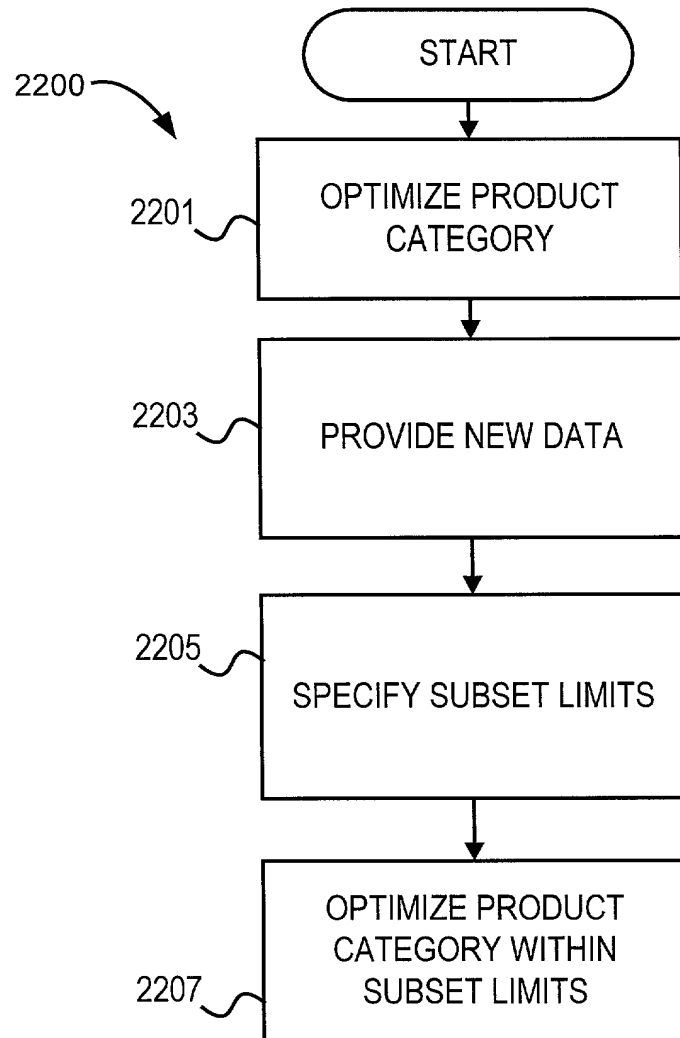 START
2200
2201
OPTIMIZE PRODUCT
CATEGORY
2203
PROVIDE NEW DATA
2205
SPECIFY SUBSET LIMITS
OPTIMIZE PRODUCT
CATEGORY WITHIN
SUBSET LIMITS
2207